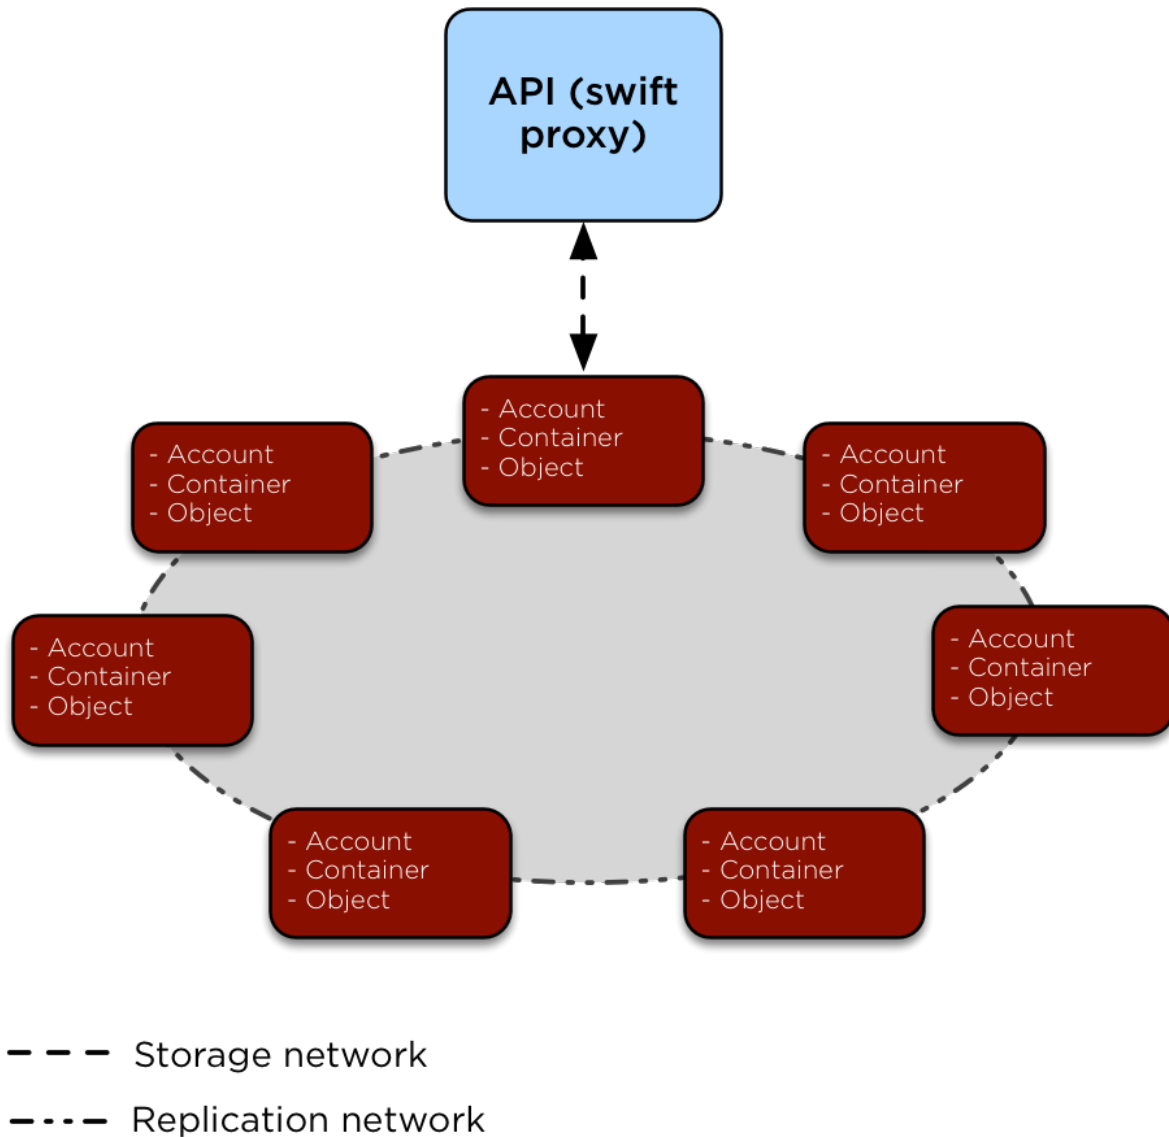 API (swift
proxy)
- Account
- Container
- Object
- Account
- Container
- Object
- Account
- Container
- Object
- Account
- Container
- Object
- Account
- Container
- Object
- Account
- Container
- Object
- Account
- Container
- Object
Storage network
Replication network